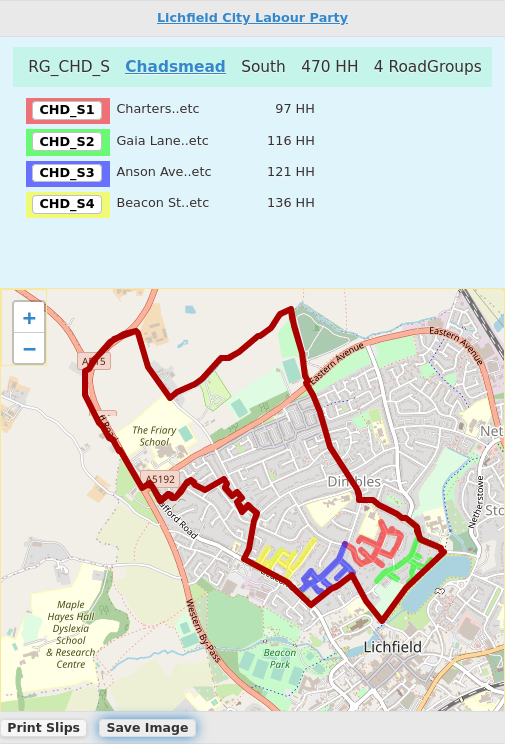 Lichfield City Labour Party
RG_CHD_S Chadsmead South 470 HH 4 RoadGroups
CHD_S1 Charters..etc 97 HH
CHD_S2 Gaia Lane..etc 116 HH
CHD_S3 Anson Ave..etc 121 HH
CHD_S4 Beacon St..etc 136 HH
+
−
Eastern Avenue
Eastern Avenue
The Friary
School
A5192
Netherstowe
Western By-Pass
Maple
Hayes Hall
Dyslexia
School
& Research
Centre
Beacon
Park
Lichfield
Print Slips Save Image